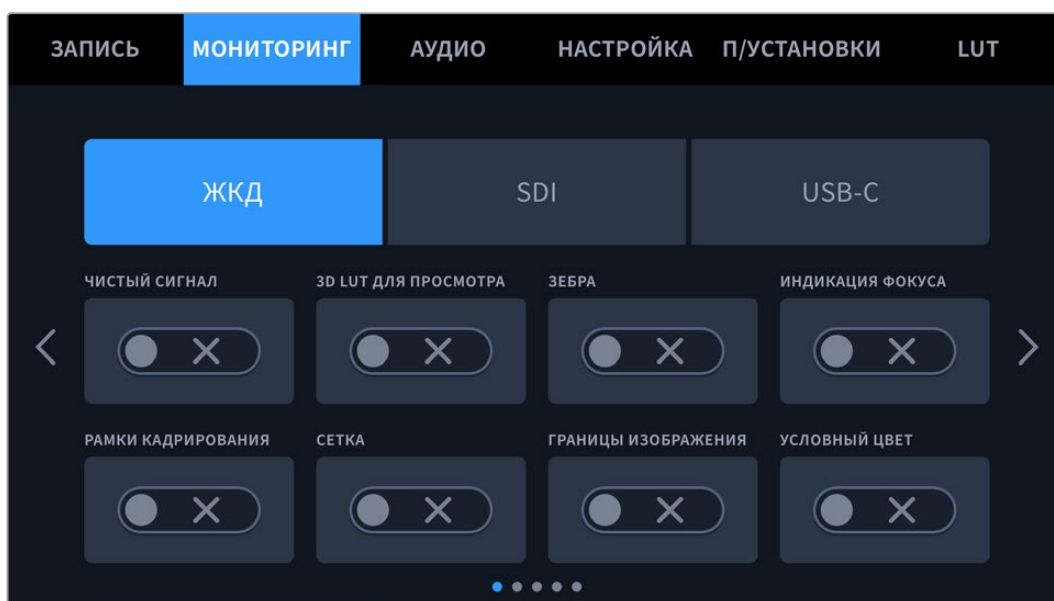 ЗАПИСЬ МОНИТОРИНГ АУДИО НАСТРОЙКА П/УСТАНОВКИ LUT
ЖКД SDI USB-C
ЧИСТЫЙ СИГНАЛ 3D LUT ДЛЯ ПРОСМОТРА ЗЕБРА ИНДИКАЦИЯ ФОКУСА
РАМКИ КАДРИРОВАНИЯ СЕТКА ГРАНИЦЫ ИЗОБРАЖЕНИЯ УСЛОВНЫЙ ЦВЕТ